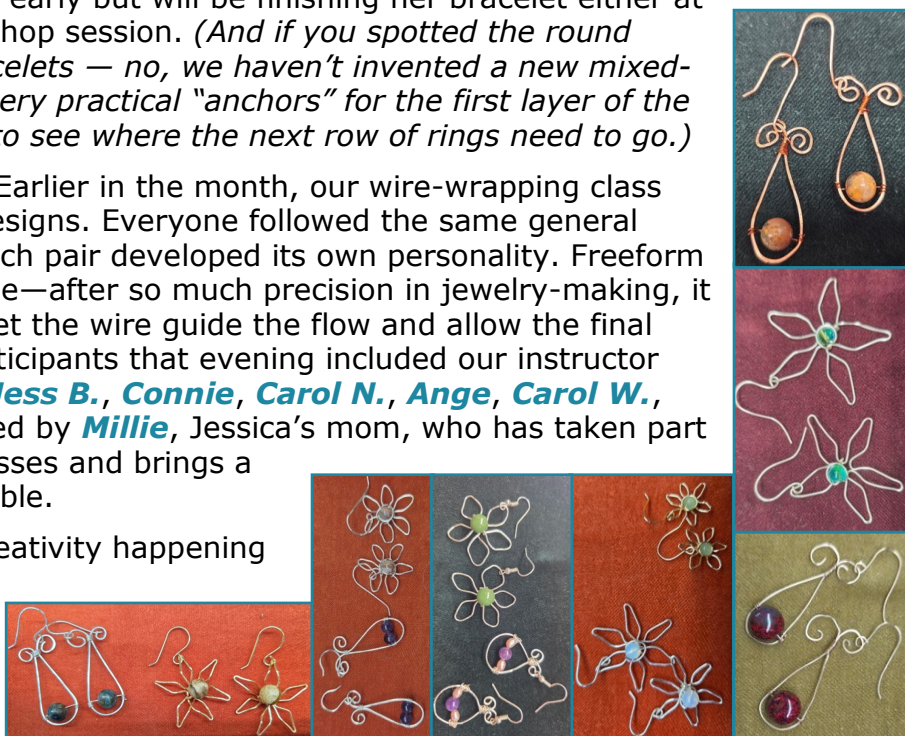 early but will be finishing her bracelet either at
hop session. (And if you spotted the round
celets — no, we haven’t invented a new mixed-
ery practical “anchors” for the first layer of the
to see where the next row of rings need to go.)
Earlier in the month, our wire-wrapping class
esigns. Everyone followed the same general
ch pair developed its own personality. Freeform
e—after so much precision in jewelry-making, it
et the wire guide the flow and allow the final
ticipants that evening included our instructor
Jess B., Connie, Carol N., Ange, Carol W.,
ed by Millie, Jessica’s mom, who has taken part
sses and brings a
ble.
eativity happening